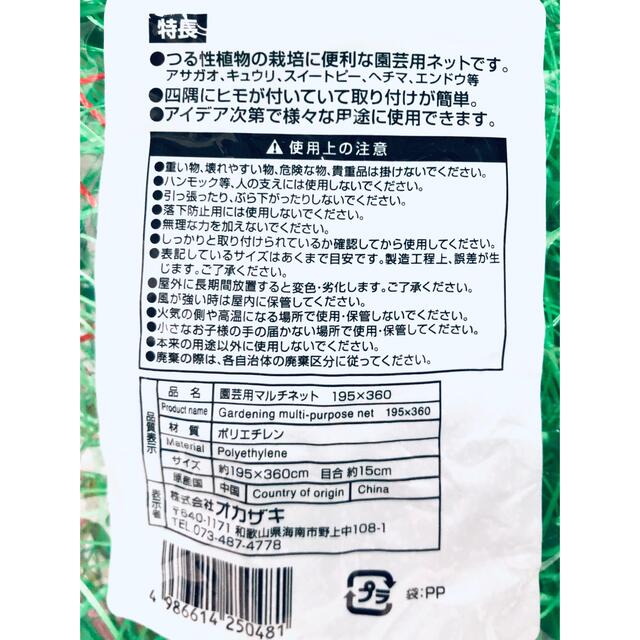 特長
●つる性植物の栽培に便利な園芸用ネットです。
アサガオ、キュウリ、スイートピー、ヘチマ、エンドウ等
●四隅にヒモが付いていて取り付けが簡単。
●アイデア次第で様々な用途に使用できます。
⚠使用上の注意
●重い物、壊れやすい物、危険な物、貴重品は掛けないでください。
●ハンモック等、人の支えには使用しないでください。
●引っ張ったり、ぶら下がったりしないでください。
●落下防止用には使用しないでください。
●無理な力を加えないでください。
●しっかりと取り付けられているか確認してから使用してください。
●表記しているサイズはあくまで目安です。製造工程上、誤差が生
じます。ご了承ください。
●屋外に長期間放置すると変色・劣化します。ご了承ください。
●風が強い時は屋内に保管してください。
●火気の側や高温になる場所で使用・保管しないでください。
●小さなお子様の手の届かない場所で使用・保管してください。
●本来の用途以外に使用しないでください。
●廃棄の際は、各自治体の廃棄区分に従ってください。
品質表示
品名 園芸用マルチネット 195×360
Product name Gardening multi-purpose net 195×360
材質 ポリエチレン
Material Polyethylene
サイズ 約195×360cm 目合 約15cm
原産国 中国 Country of origin China
表示者
株式会社オカザキ
〒640-1171 和歌山県海南市野上中108-1
TEL.073-487-4778
4 986614 250481
プラ
袋:PP